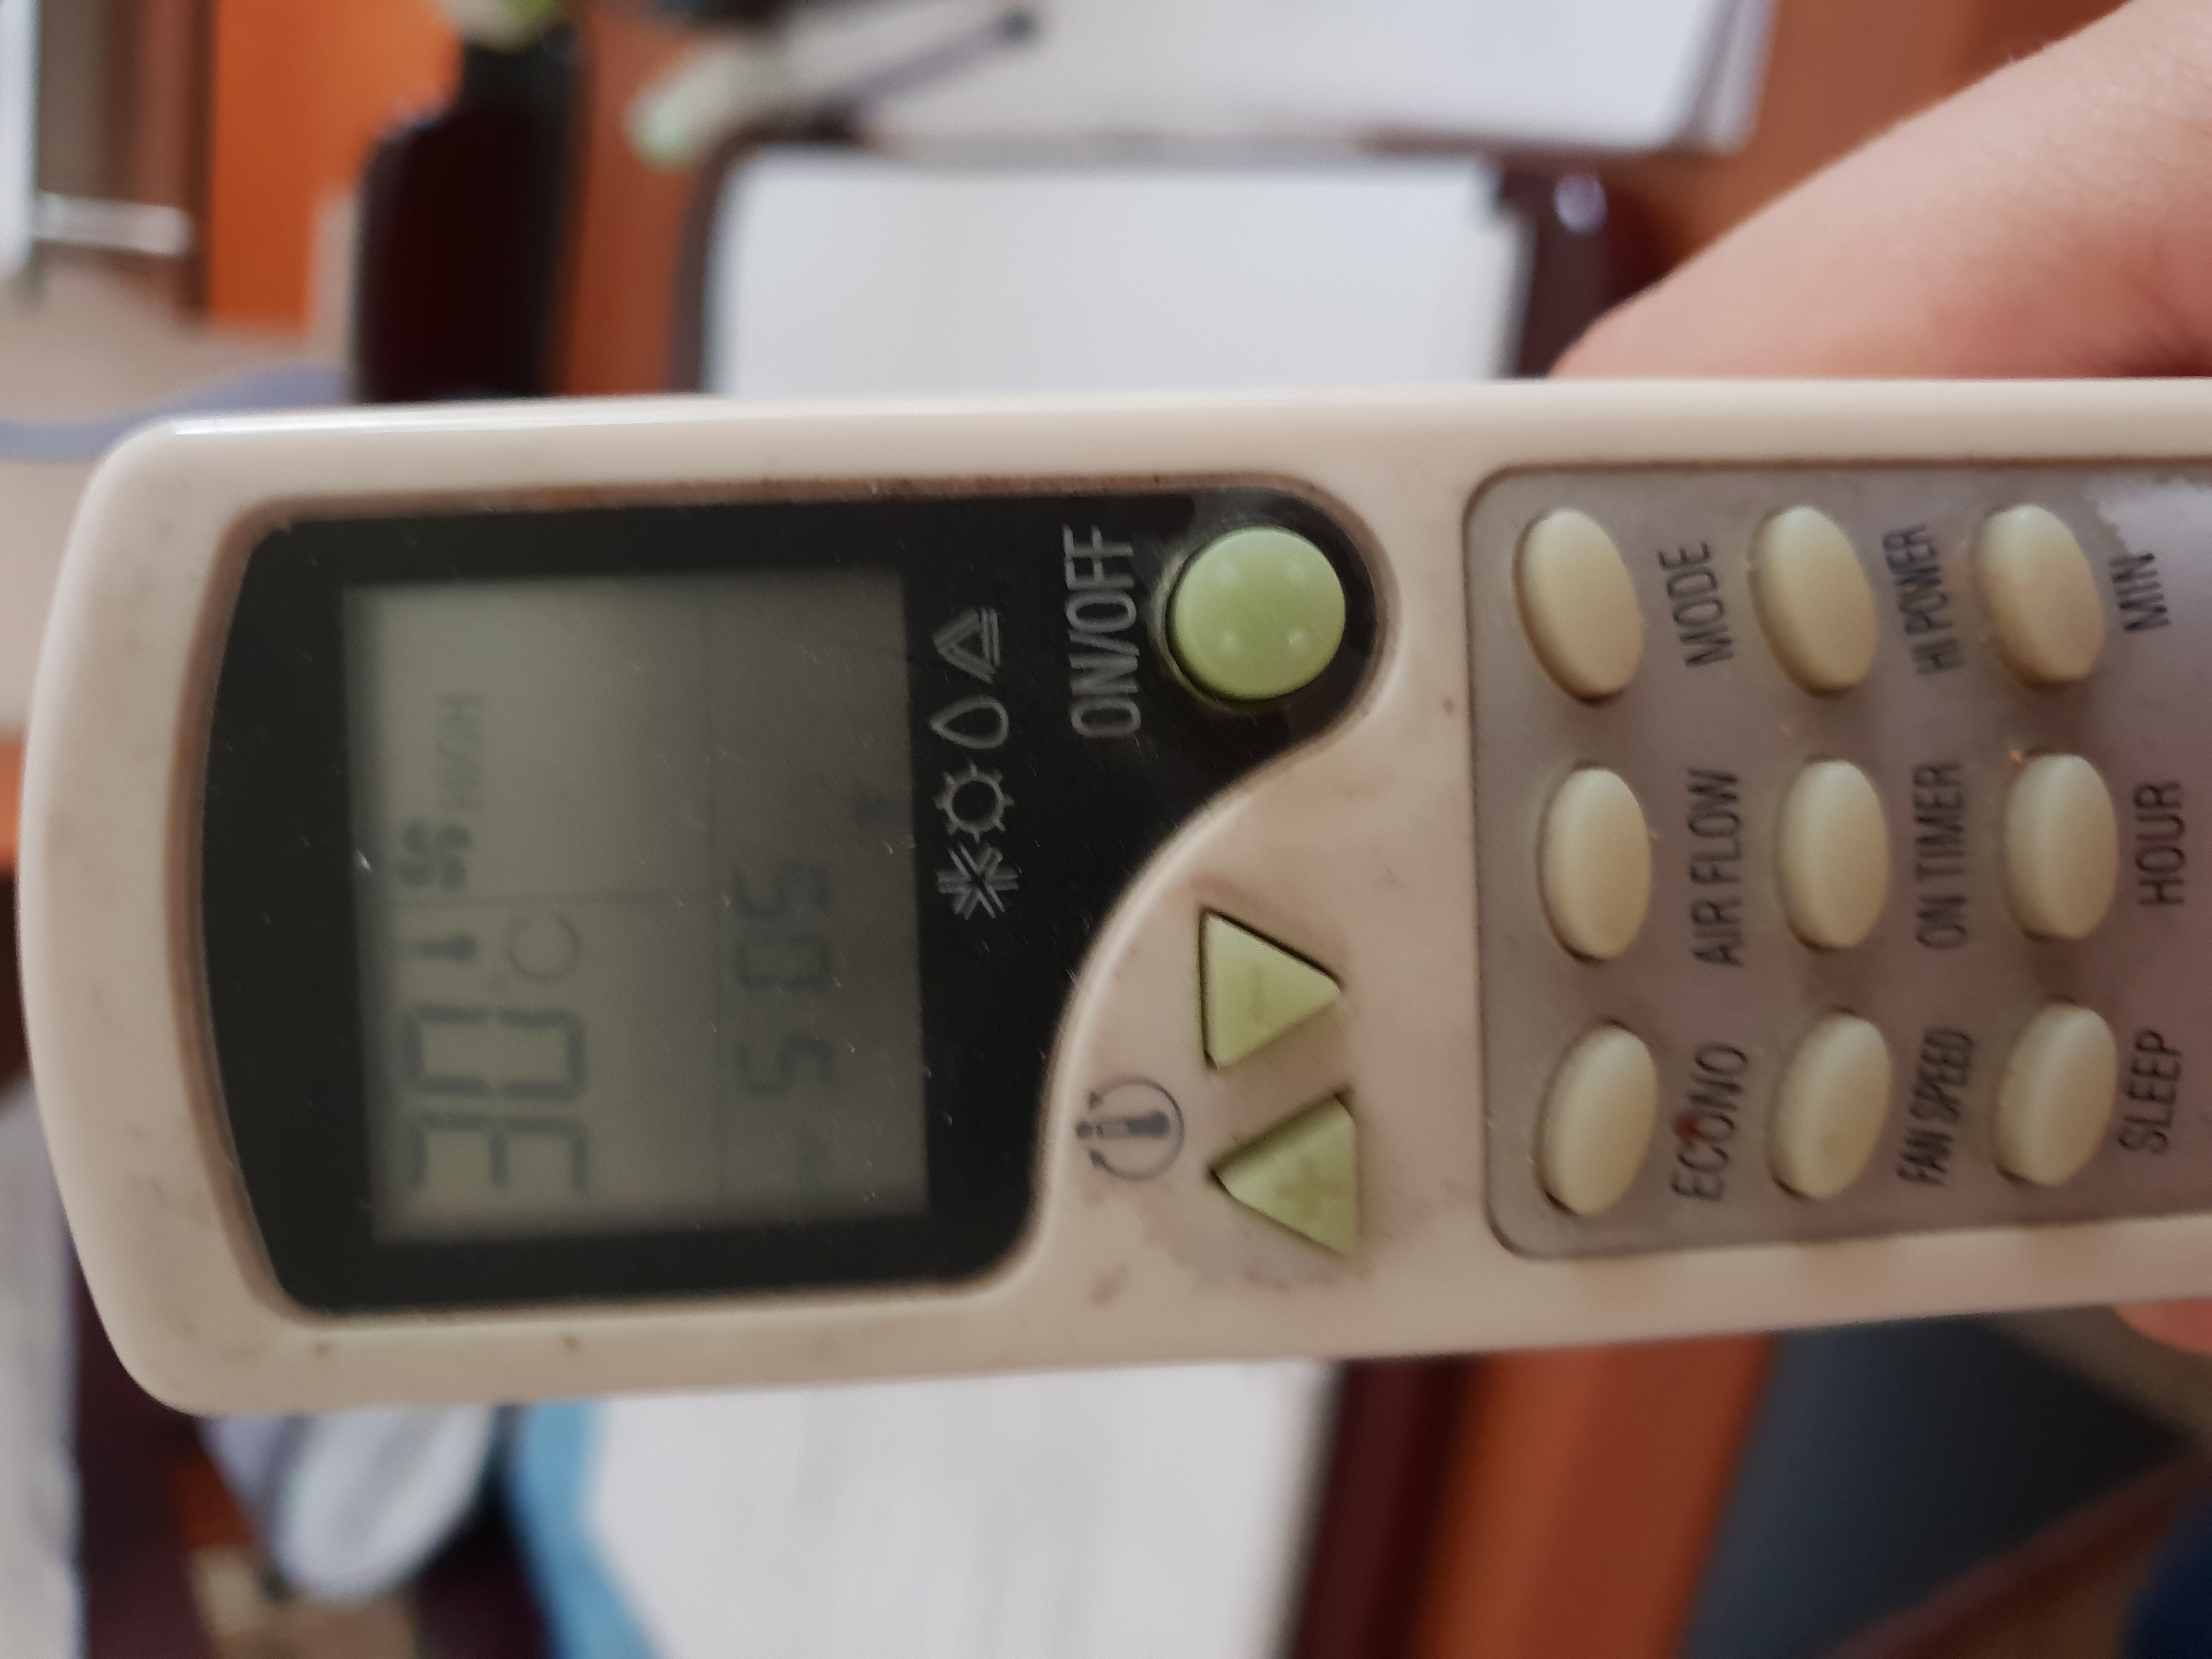 30 °C HIGH
5 05
ON/OFF
+ −
ECONO AIR FLOW MODE
FAN SPEED ON TIMER HI POWER
SLEEP HOUR MIN